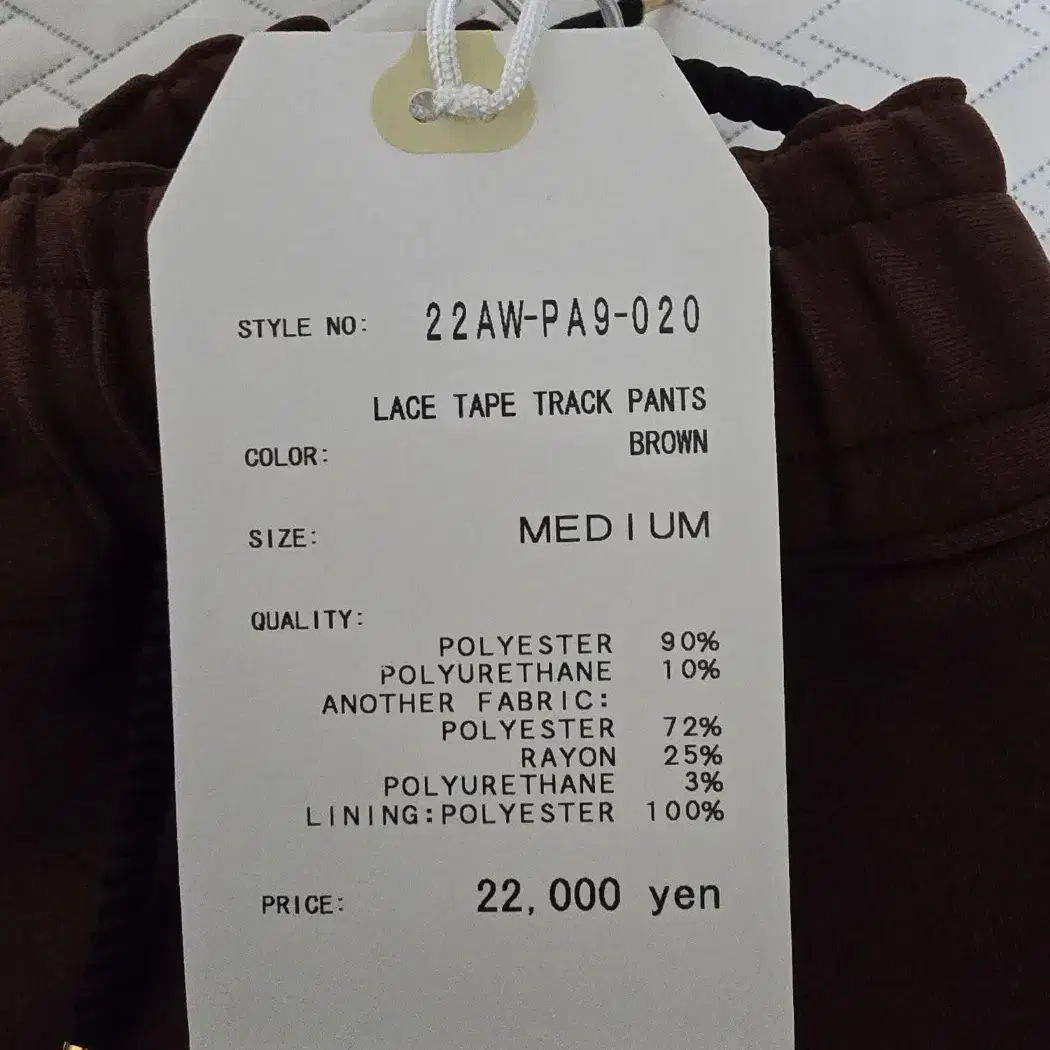 STYLE NO: 22AW-PA9-020
LACE TAPE TRACK PANTS
COLOR: BROWN
SIZE: MEDIUM
QUALITY:
POLYESTER 90%
POLYURETHANE 10%
ANOTHER FABRIC:
POLYESTER 72%
RAYON 25%
POLYURETHANE 3%
LINING:POLYESTER 100%
PRICE: 22,000 yen